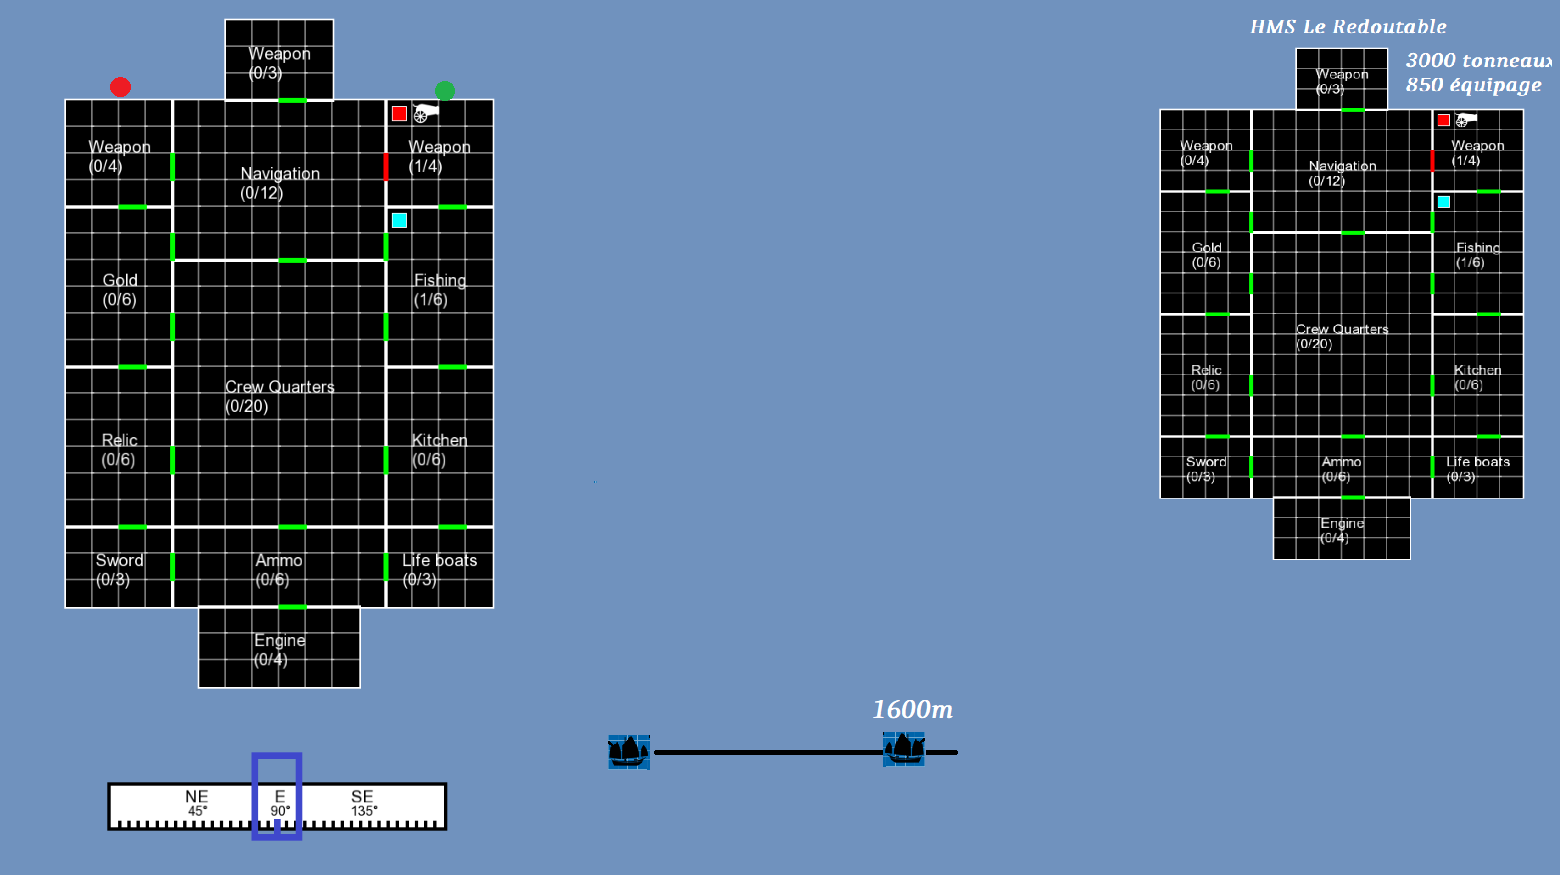 Weapon
(0/3)
Weapon
(0/4)
Navigation
(0/12)
Weapon
(1/4)
Gold
(0/6)
Fishing
(1/6)
Crew Quarters
(0/20)
Relic
(0/6)
Kitchen
(0/6)
Sword
(0/3)
Ammo
(0/6)
Life boats
(0/3)
Engine
(0/4)
NE
45°
E
90°
SE
135°
1600m
HMS Le Redoutable
3000 tonneaux
850 équipage
Weapon
(0/3)
Weapon
(0/4)
Navigation
(0/12)
Weapon
(1/4)
Gold
(0/6)
Fishing
(1/6)
Crew Quarters
(0/20)
Relic
(0/6)
Kitchen
(0/6)
Sword
(0/3)
Ammo
(0/6)
Life boats
(0/3)
Engine
(0/4)